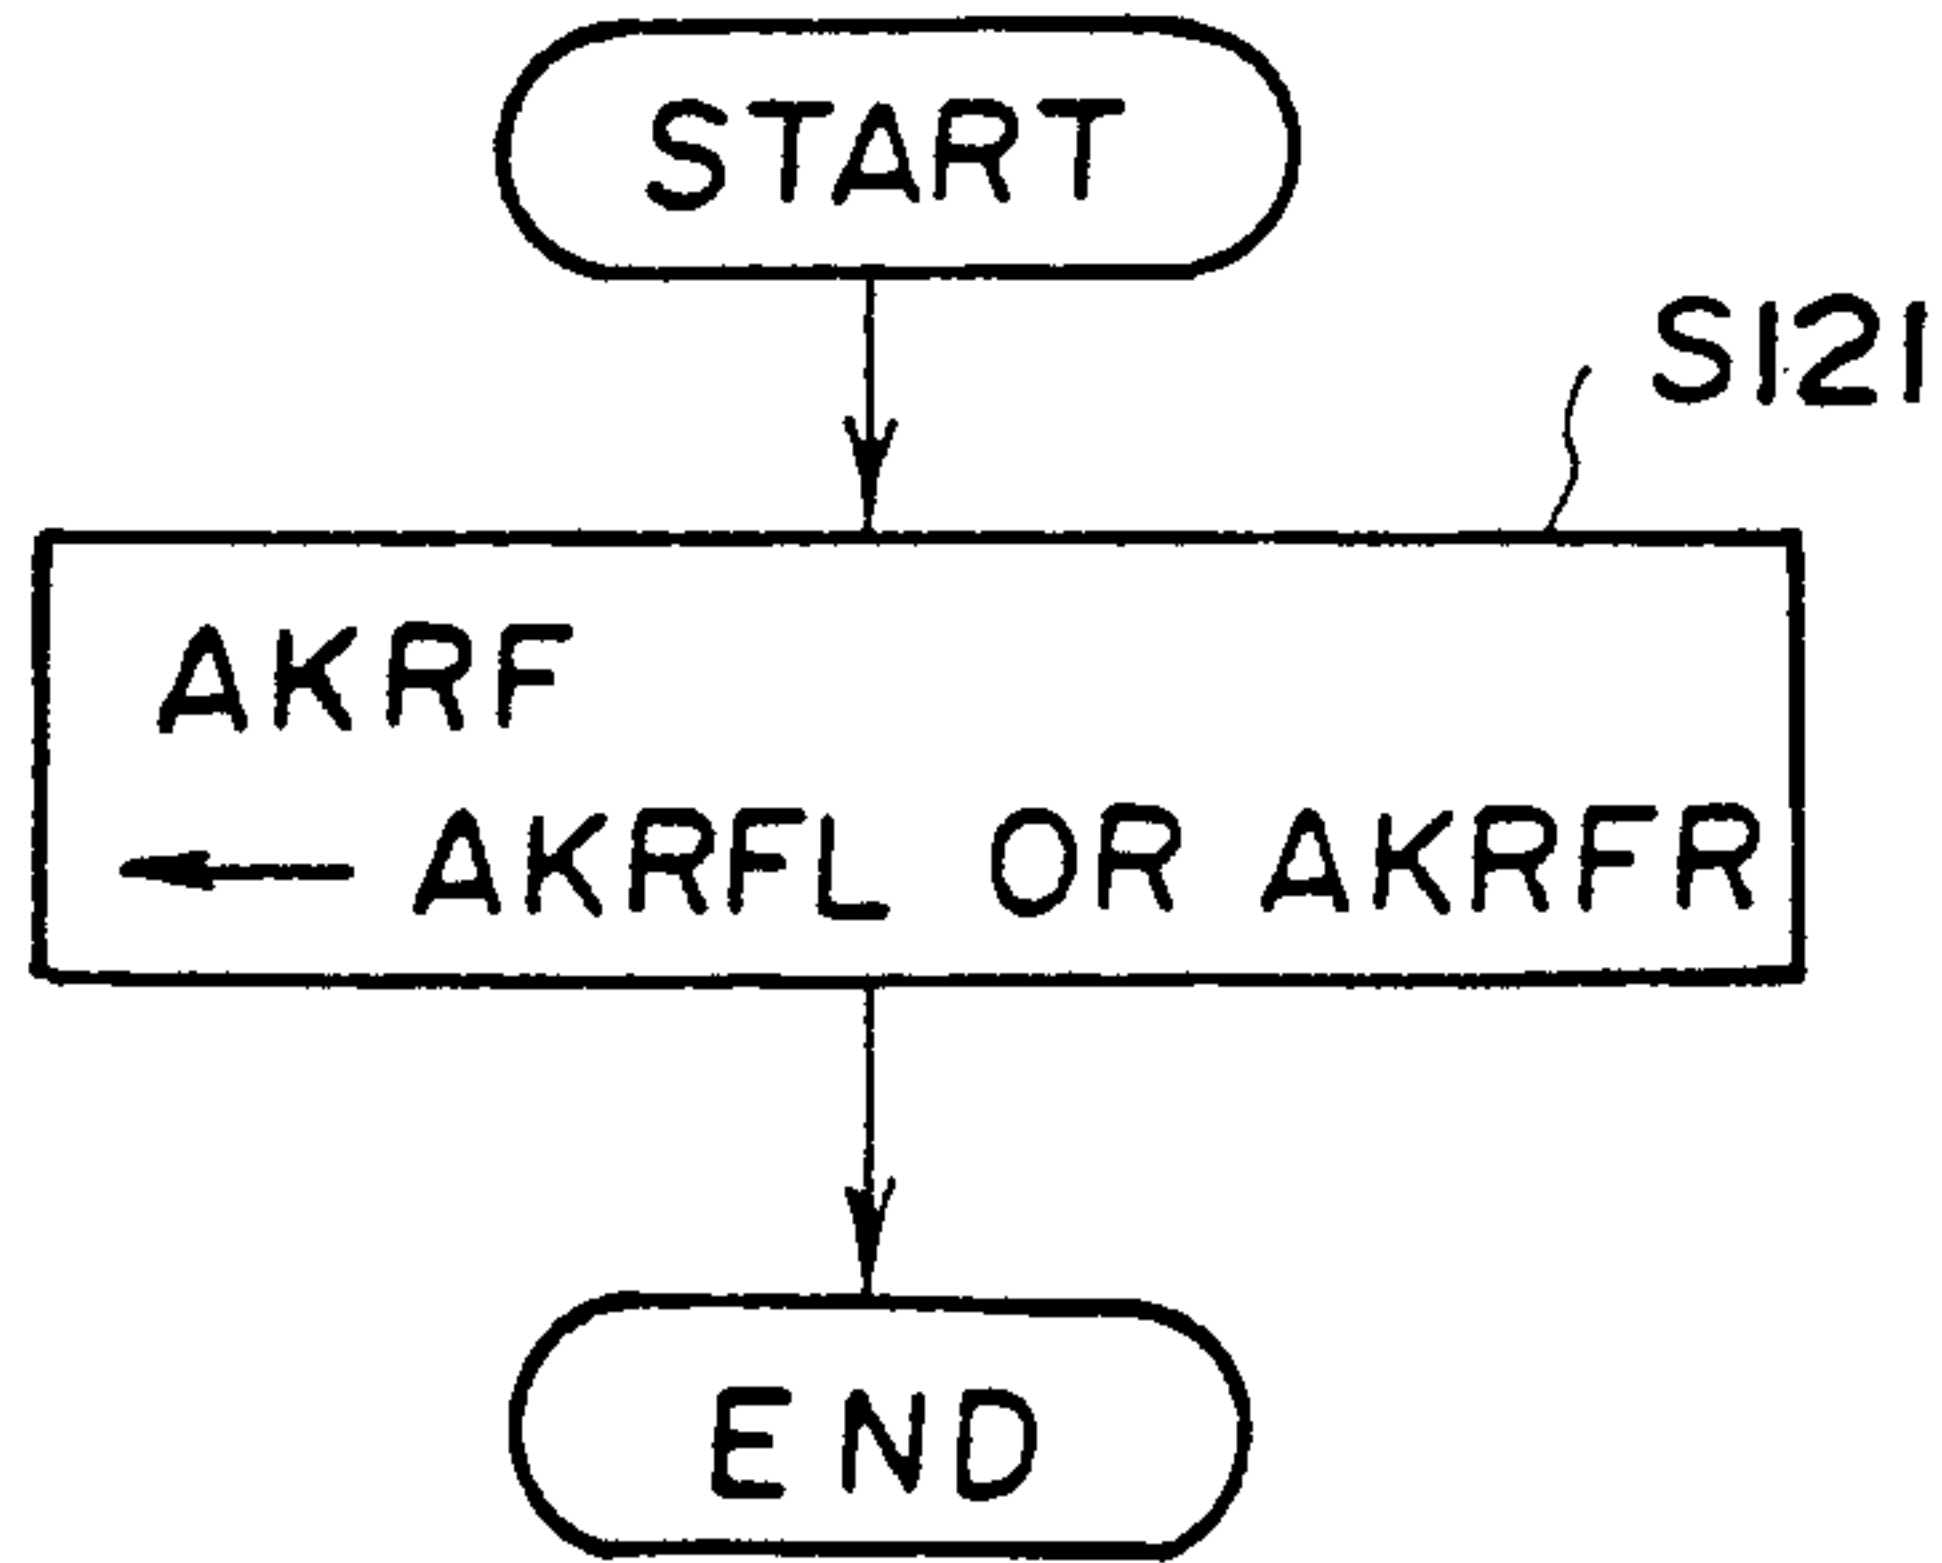 START
S121
AKRF
← AKRFL OR AKRFR
END